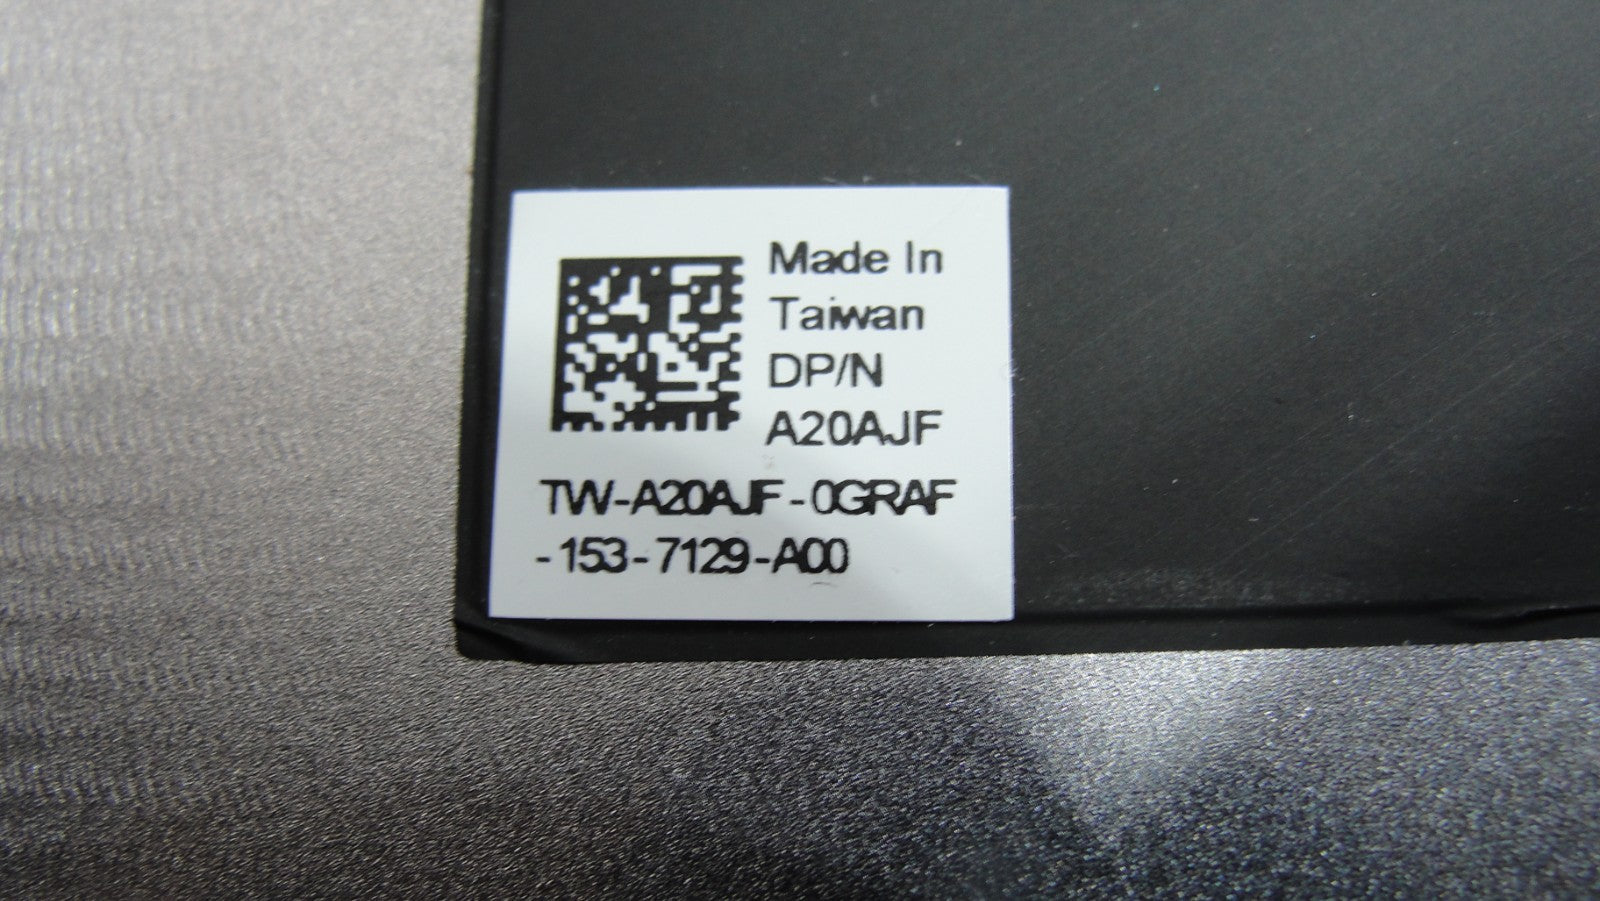 Made In
Taiwan
DP/N
A20AJF
TW-A20AJF-0GRAF
-153-7129-A00